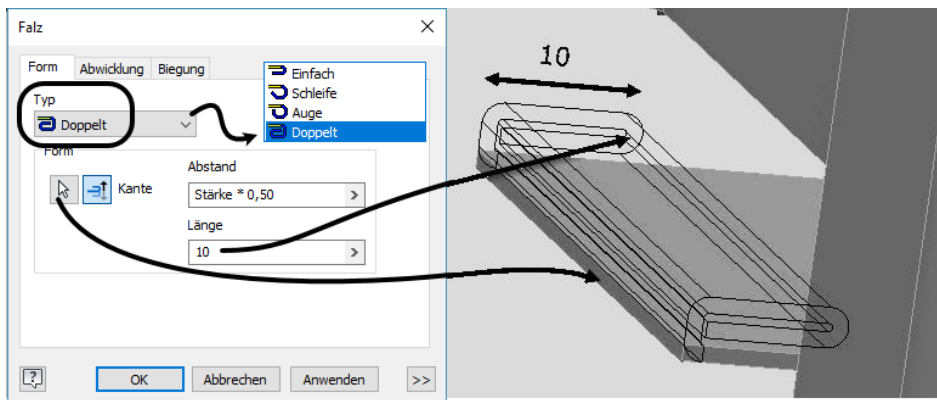 Falz
Form Abwicklung Biegung
Typ
Doppelt
Einfach
Schleife
Auge
Doppelt
Form
Kante
Abstand
Stärke * 0,50
Länge
10
OK Abbrechen Anwenden >>
10